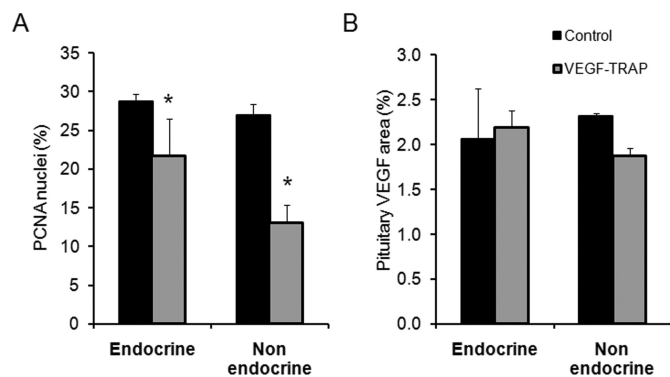 A
35
30
25
20
15
10
5
0
PCNA nuclei (%)
*
*
Endocrine
Non
endocrine
B
Control
VEGF-TRAP
3.0
2.5
2.0
1.5
1.0
0.5
0.0
Pituitary VEGF area (%)
Endocrine
Non
endocrine